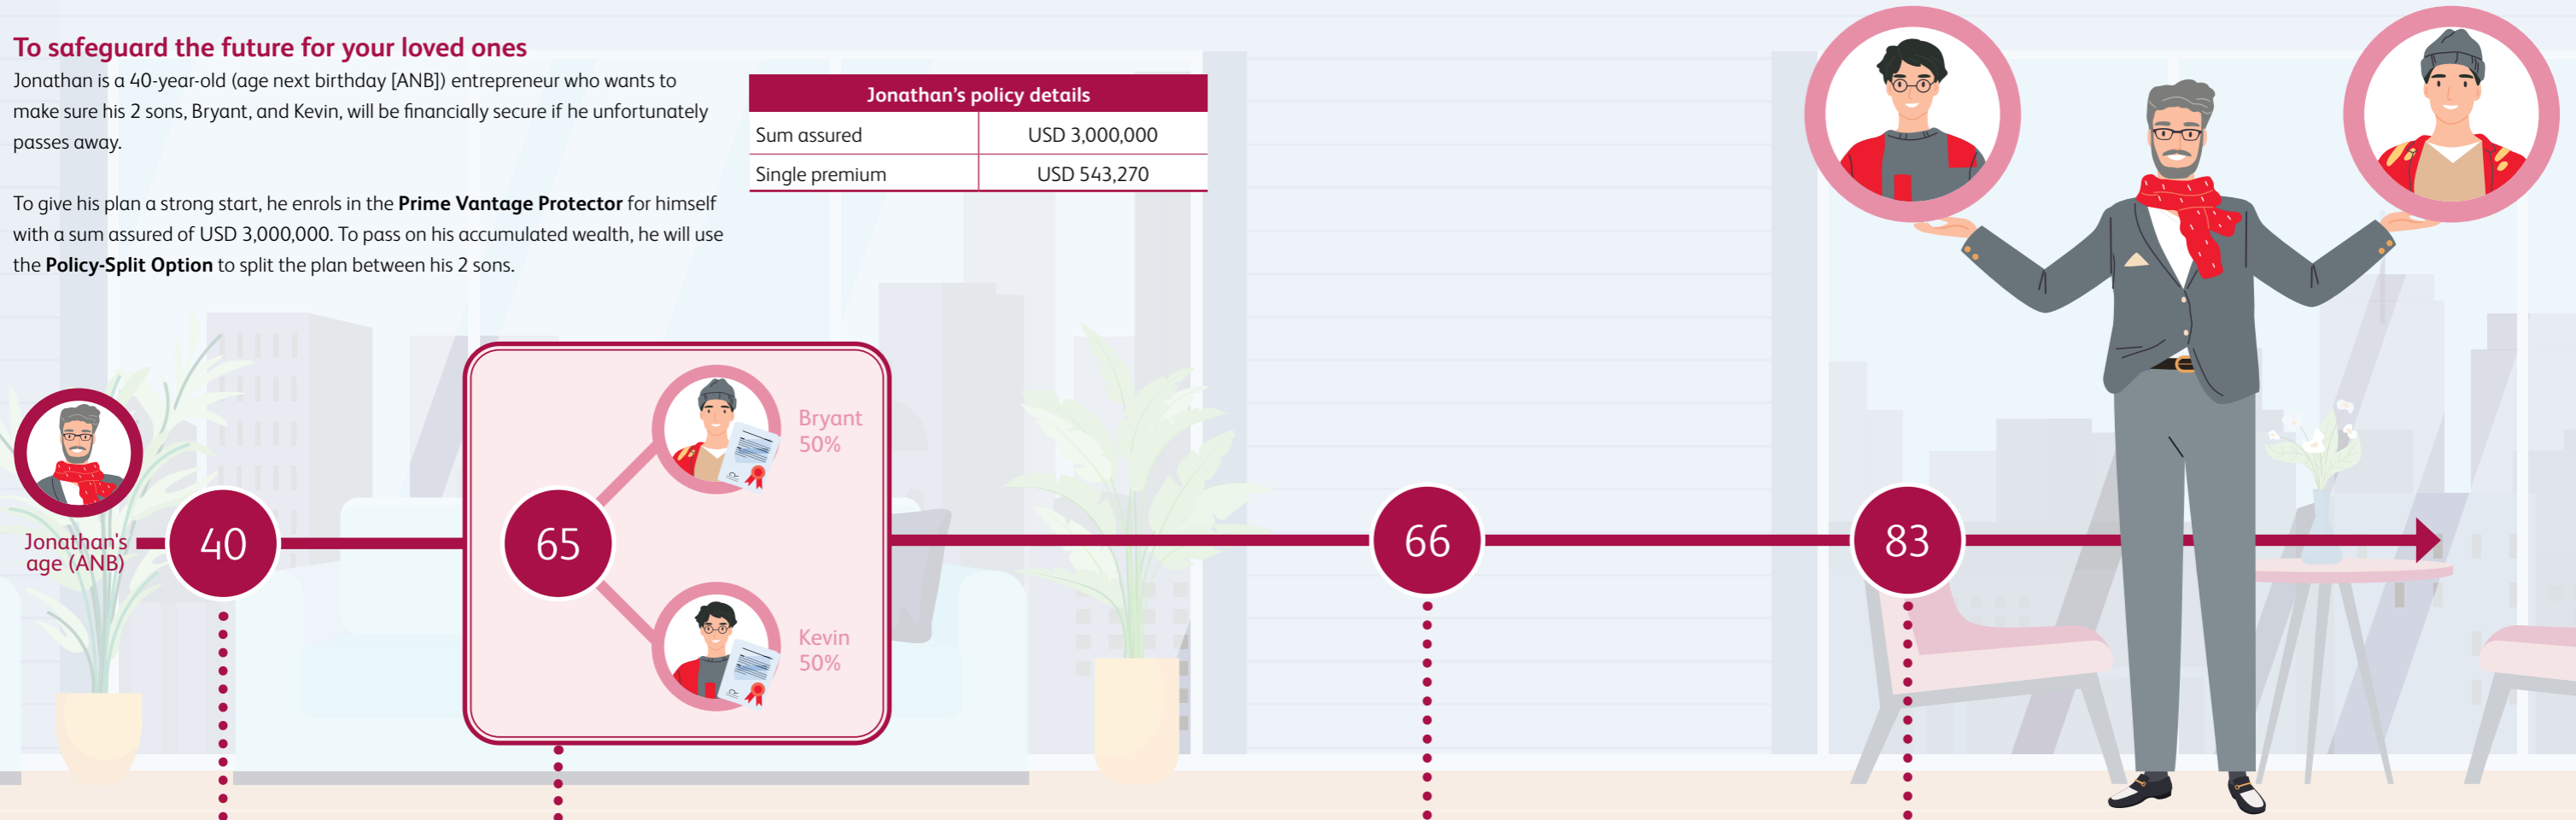 To safeguard the future for your loved ones
Jonathan is a 40-year-old (age next birthday [ANB]) entrepreneur who wants to
make sure his 2 sons, Bryant, and Kevin, will be financially secure if he unfortunately
passes away.
To give his plan a strong start, he enrols in the Prime Vantage Protector for himself
with a sum assured of USD 3,000,000. To pass on his accumulated wealth, he will use
the Policy-Split Option to split the plan between his 2 sons.
Jonathan's policy details
Sum assured USD 3,000,000
Single premium USD 543,270
Jonathan's
age (ANB)
40
65
Bryant
50%
Kevin
50%
66
83